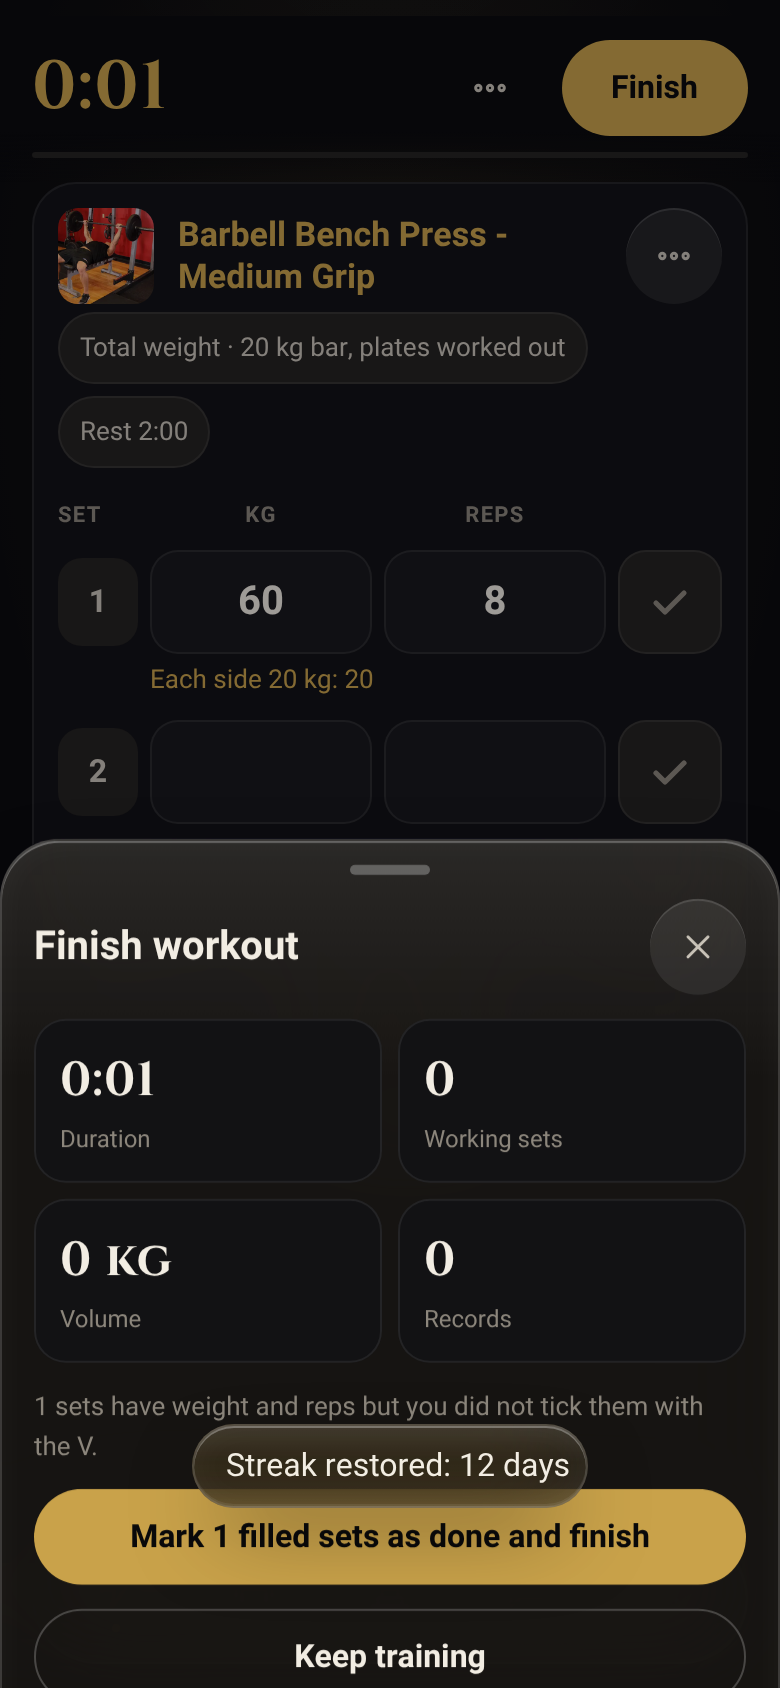 0:01
Finish
Barbell Bench Press -
Medium Grip
Total weight · 20 kg bar, plates worked out
Rest 2:00
SET KG REPS
1 60 8
Each side 20 kg: 20
2
Finish workout
0:01 0
Duration Working sets
0 KG 0
Volume Records
1 sets have weight and reps but you did not tick them with
the V.
Streak restored: 12 days
Mark 1 filled sets as done and finish
Keep training